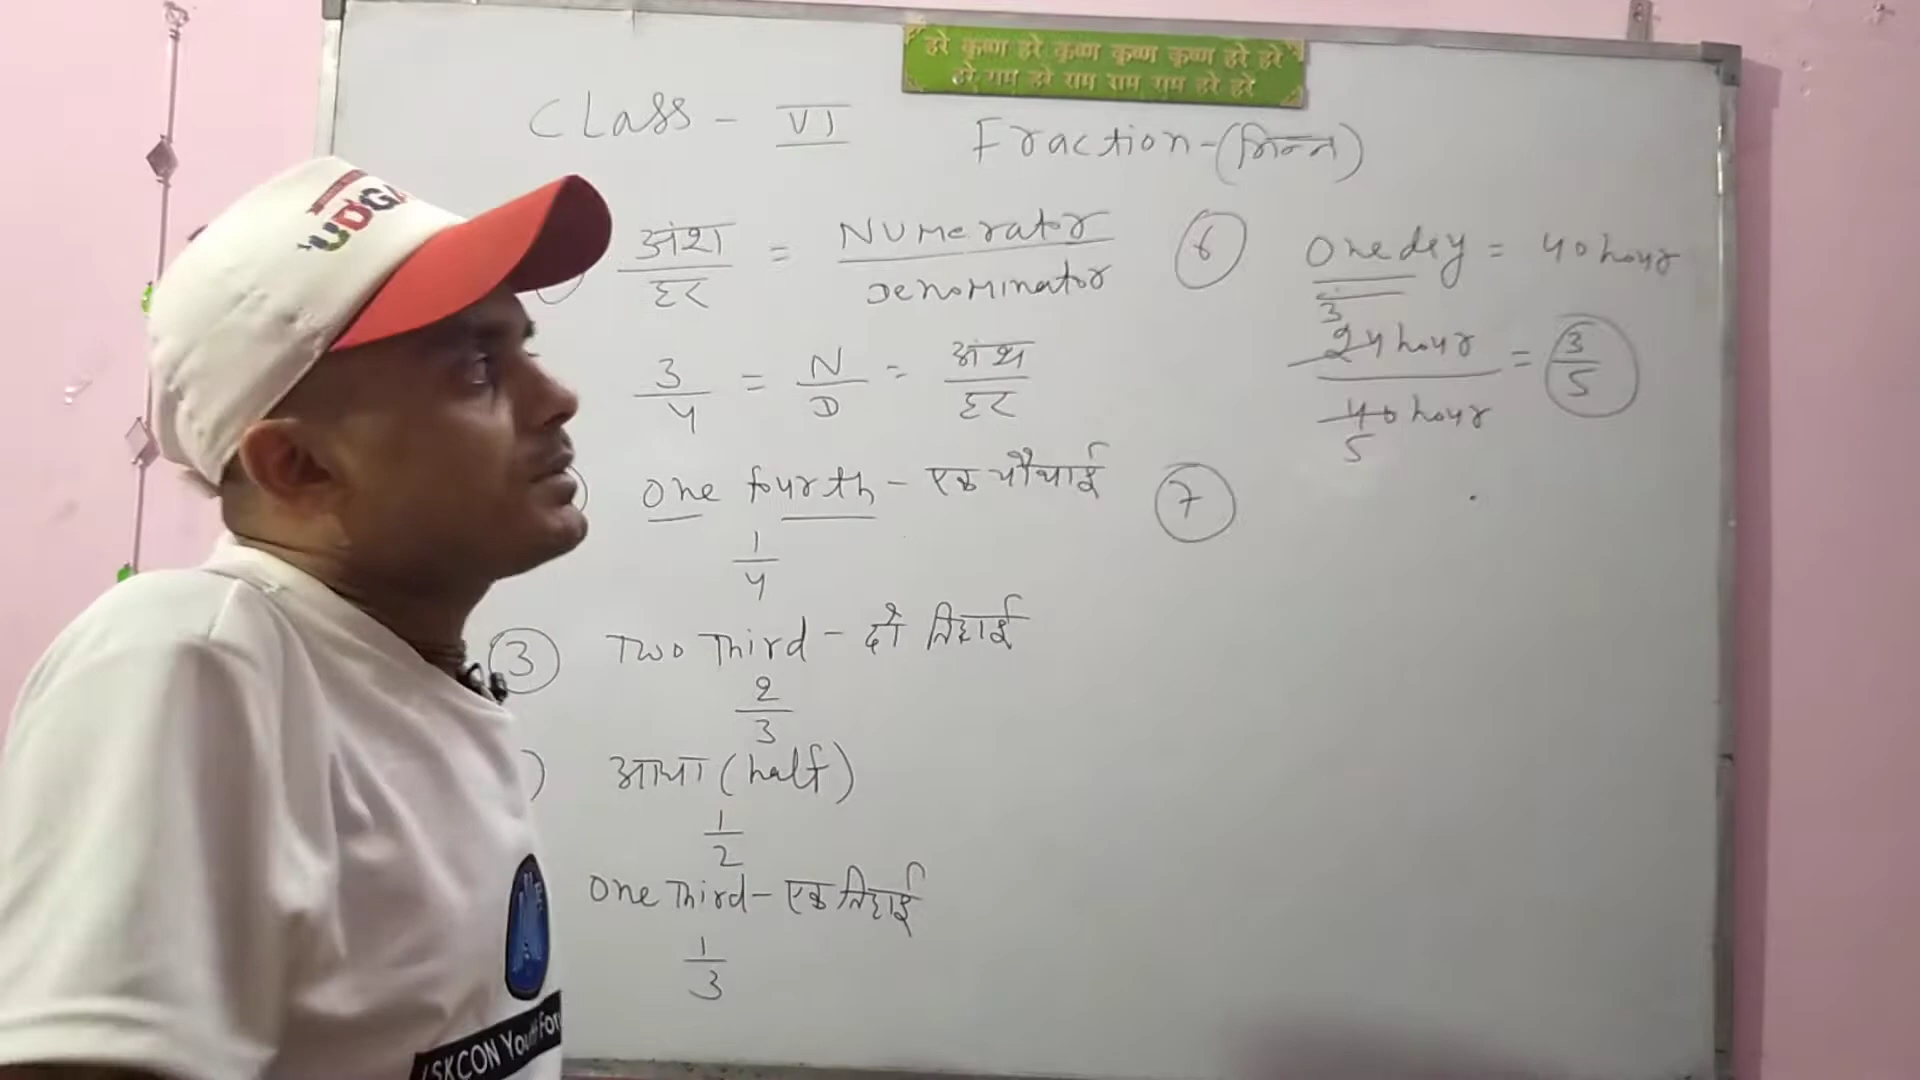 हरे कृष्ण हरे कृष्ण कृष्ण कृष्ण हरे हरे
हरे राम हरे राम राम राम हरे हरे
Class - VI
Fraction - (भिन्न)
अंश = Numerator
हर Denominator
3 = N = अंश
4 D हर
One fourth - एक चौथाई
1
4
3 Two Third - दो तिहाई
2
3
आधा (half)
1
2
One Third - एक तिहाई
1
3
6 One dey = 40 hour
3
24 hour = 3
40 hour 5
5
7
UDGA
ISKCON Youth For